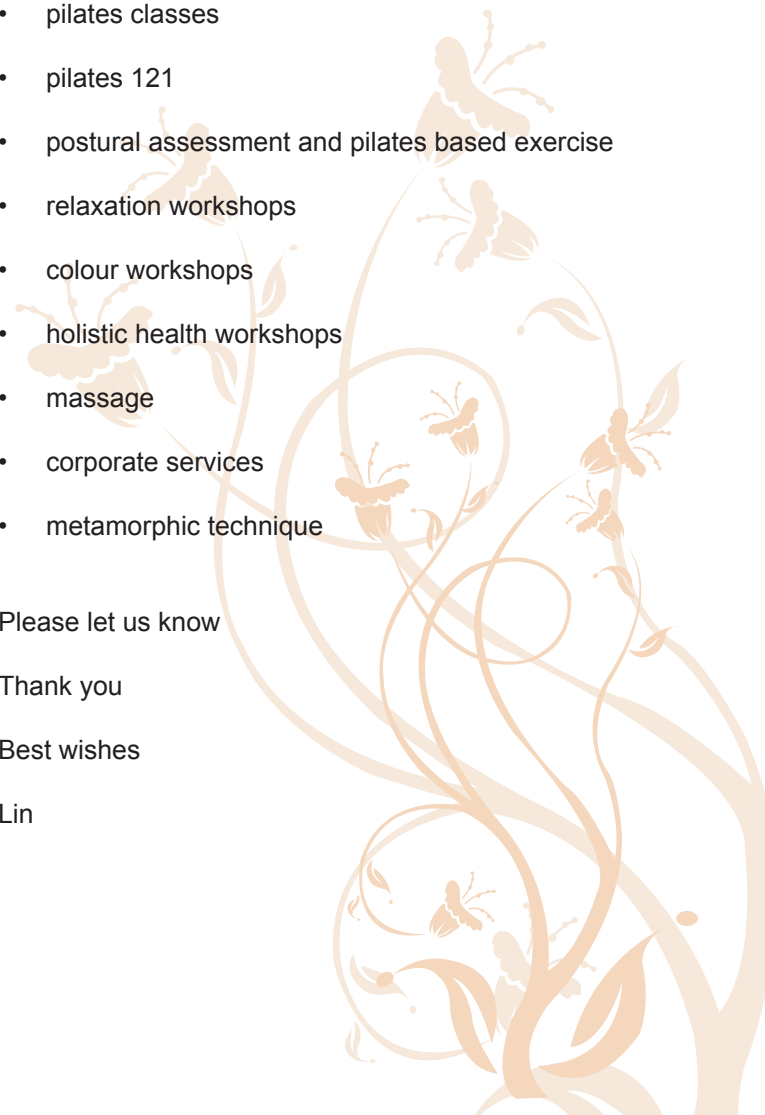 • pilates classes
• pilates 121
• postural assessment and pilates based exercise
• relaxation workshops
• colour workshops
• holistic health workshops
• massage
• corporate services
• metamorphic technique
Please let us know
Thank you
Best wishes
Lin